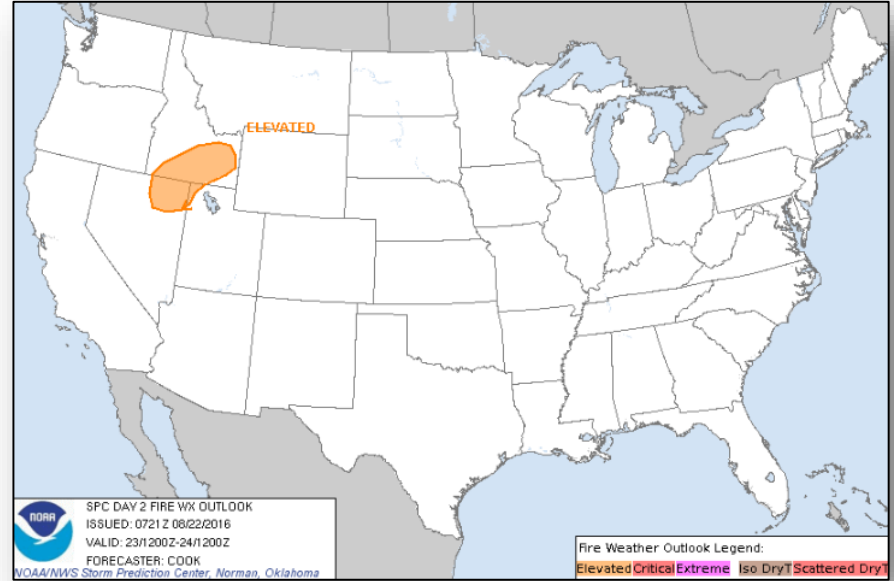 ELEVATED
NOAA
SPC DAY 2 FIRE WX OUTLOOK
ISSUED: 0721Z 08/22/2016
VALID: 23/1200Z-24/1200Z
FORECASTER: COOK
NOAA/NWS Storm Prediction Center, Norman, Oklahoma
Fire Weather Outlook Legend:
Elevated Critical Extreme Iso DryT Scattered DryT